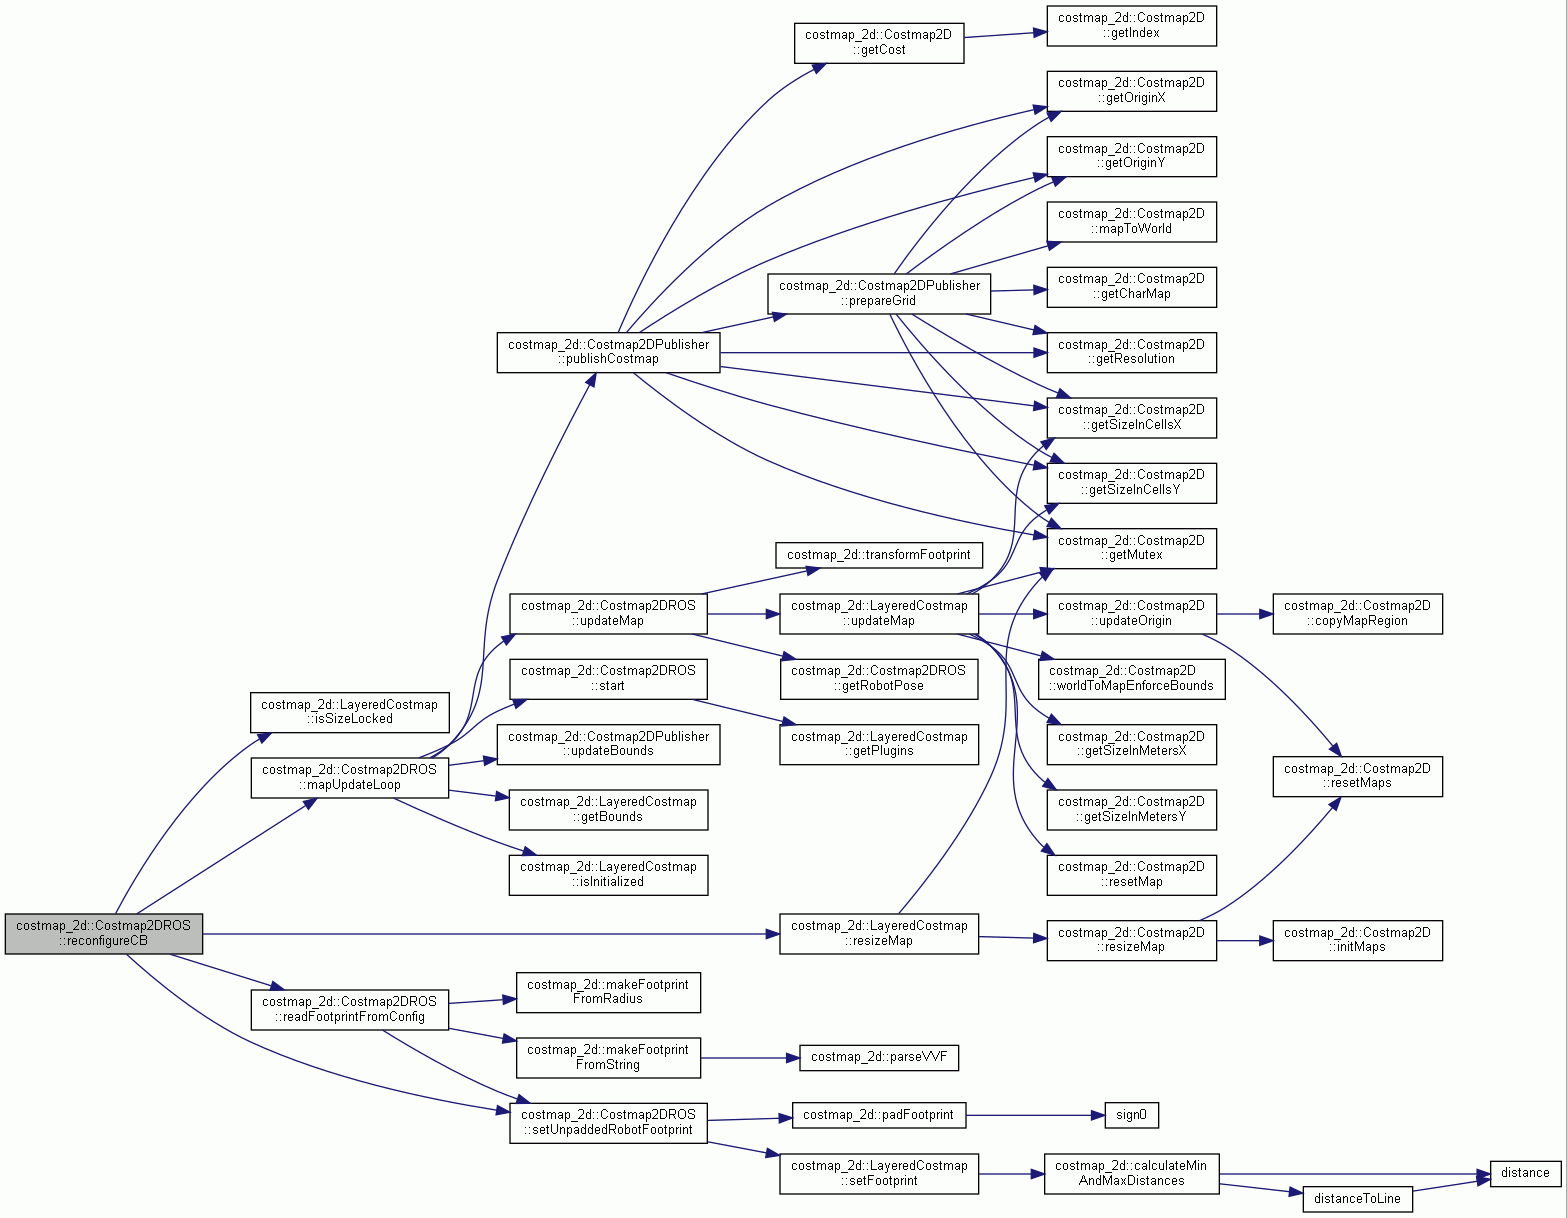 costmap_2d::Costmap2D
::getIndex
costmap_2d::Costmap2D
::getCost
costmap_2d::Costmap2D
::getOriginX
costmap_2d::Costmap2D
::getOriginY
costmap_2d::Costmap2D
::mapToWorld
costmap_2d::Costmap2DPublisher
::prepareGrid
costmap_2d::Costmap2D
::getCharMap
costmap_2d::Costmap2DPublisher
::publishCostmap
costmap_2d::Costmap2D
::getResolution
costmap_2d::Costmap2D
::getSizeInCellsX
costmap_2d::Costmap2D
::getSizeInCellsY
costmap_2d::Costmap2D
::getMutex
costmap_2d::transformFootprint
costmap_2d::Costmap2DROS
::updateMap
costmap_2d::LayeredCostmap
::updateMap
costmap_2d::Costmap2D
::updateOrigin
costmap_2d::Costmap2D
::copyMapRegion
costmap_2d::Costmap2DROS
::start
costmap_2d::Costmap2DROS
::getRobotPose
costmap_2d::Costmap2D
::worldToMapEnforceBounds
costmap_2d::LayeredCostmap
::isSizeLocked
costmap_2d::Costmap2DPublisher
::updateBounds
costmap_2d::LayeredCostmap
::getPlugins
costmap_2d::Costmap2D
::getSizeInMetersX
costmap_2d::Costmap2DROS
::mapUpdateLoop
costmap_2d::Costmap2D
::resetMaps
costmap_2d::LayeredCostmap
::getBounds
costmap_2d::Costmap2D
::getSizeInMetersY
costmap_2d::LayeredCostmap
::isInitialized
costmap_2d::Costmap2D
::resetMap
costmap_2d::Costmap2DROS
::reconfigureCB
costmap_2d::LayeredCostmap
::resizeMap
costmap_2d::Costmap2D
::resizeMap
costmap_2d::Costmap2D
::initMaps
costmap_2d::makeFootprint
FromRadius
costmap_2d::Costmap2DROS
::readFootprintFromConfig
costmap_2d::makeFootprint
FromString
costmap_2d::parseVVF
costmap_2d::Costmap2DROS
::setUnpaddedRobotFootprint
costmap_2d::padFootprint
sign0
costmap_2d::LayeredCostmap
::setFootprint
costmap_2d::calculateMin
AndMaxDistances
distance
distanceToLine